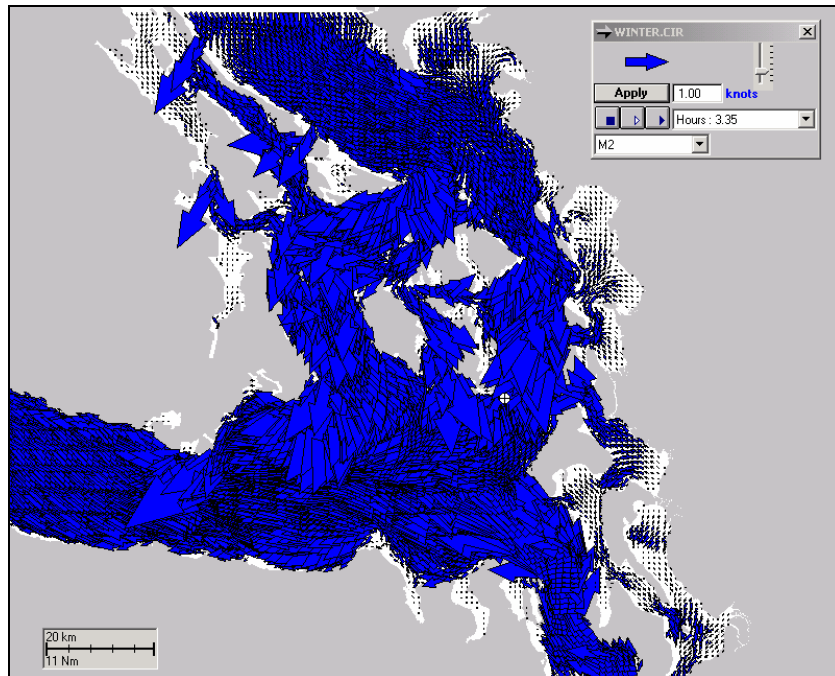 WINTER.CIR
Apply 1.00 knots
Hours : 3.35
M2
20 km
11 Nm